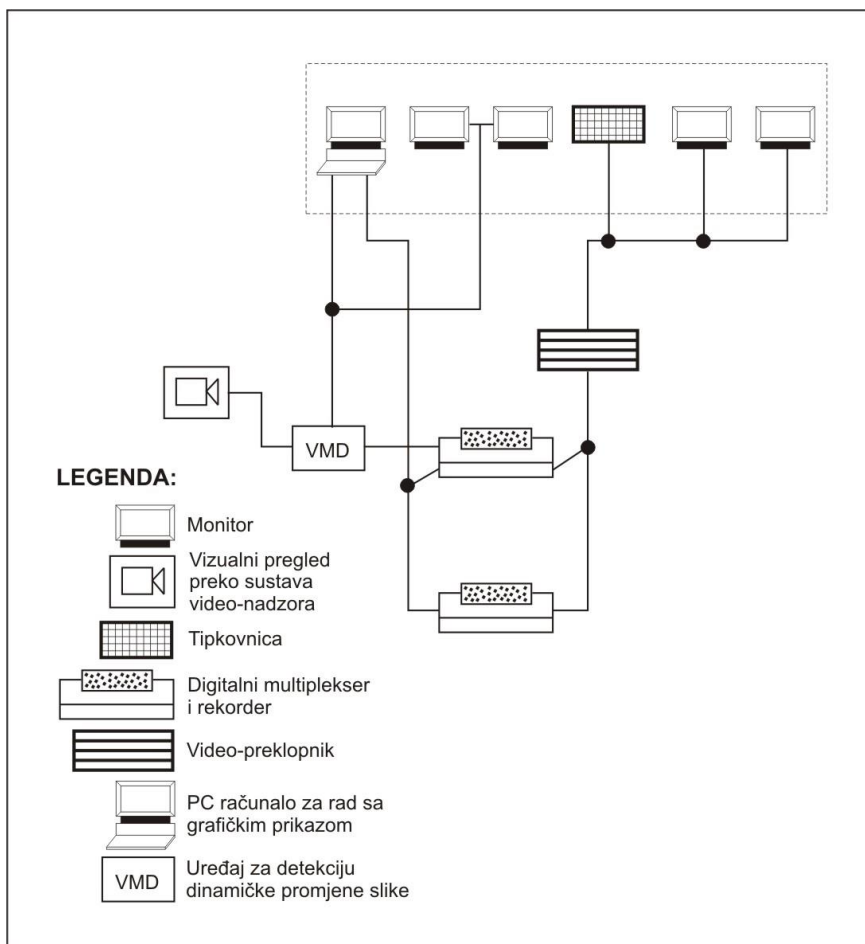 VMD
LEGENDA:
Monitor
Vizualni pregled
preko sustava
video-nadzora
Tipkovnica
Digitalni multiplekser
i rekorder
Video-preklopnik
PC računalo za rad sa
grafičkim prikazom
VMD
Uređaj za detekciju
dinamičke promjene slike